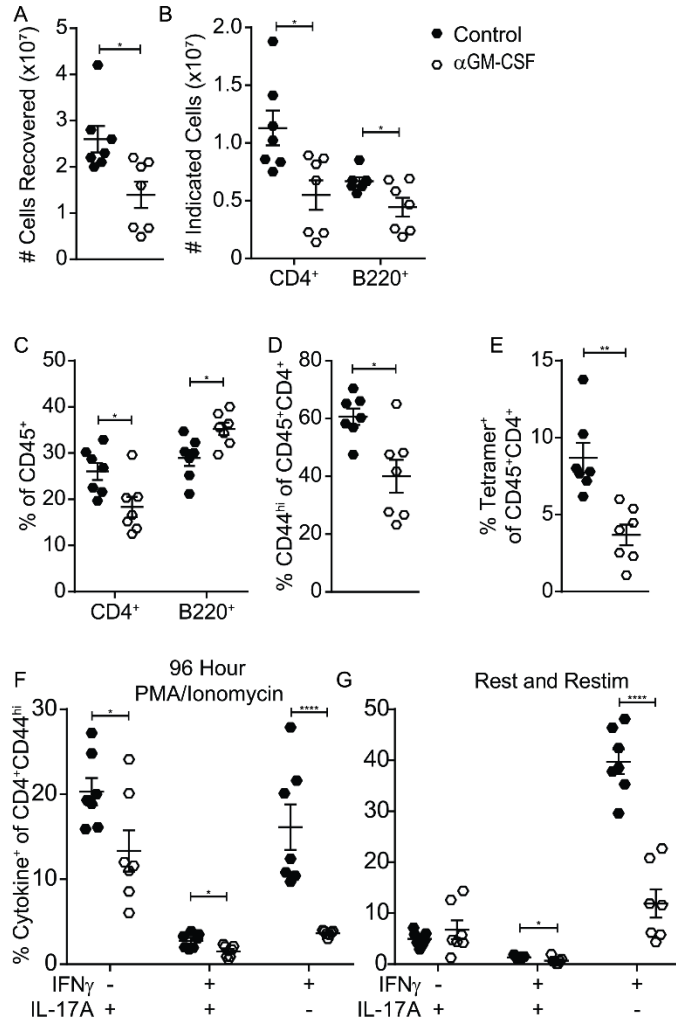 A
B
Control
αGM-CSF
# Cells Recovered (x10⁷)
5
4
3
2
1
0
*
# Indicated Cells (x10⁷)
2.0
1.5
1.0
0.5
0
*
*
CD4⁺
B220⁺
C
D
E
% of CD45⁺
50
40
30
20
10
0
*
*
CD4⁺
B220⁺
% CD44ʰⁱ of CD45⁺CD4⁺
80
60
40
20
0
*
% Tetramer⁺
of CD45⁺CD4⁺
15
10
5
0
**
96 Hour
PMA/Ionomycin
F
% Cytokine⁺ of CD4⁺CD44ʰⁱ
30
20
10
0
*
*
****
G
Rest and Restim
50
40
30
20
10
0
*
****
IFNγ - + + - + +
IL-17A + + - + + -